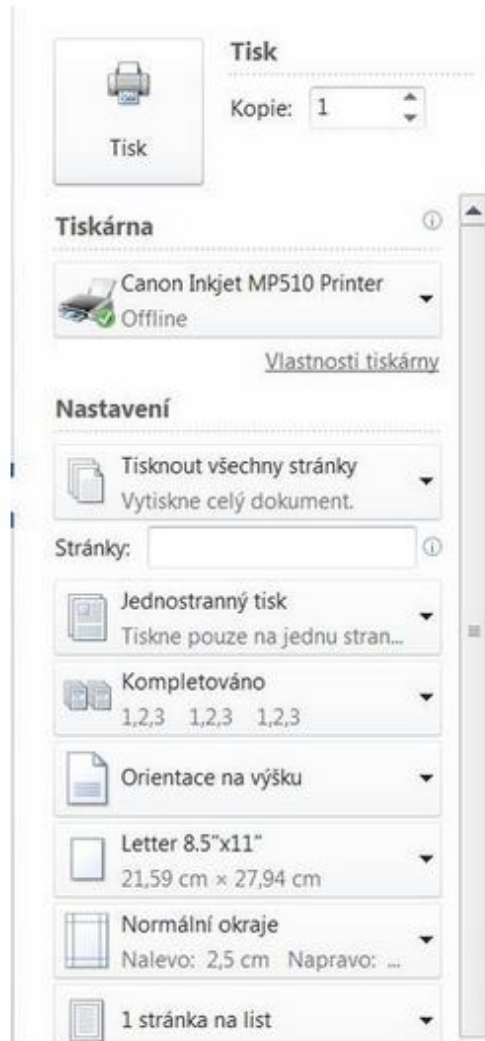 Tisk
Tisk
Kopie: 1
Tiskárna
Canon Inkjet MP510 Printer
Offline
Vlastnosti tiskárny
Nastavení
Tisknout všechny stránky
Vytiskne celý dokument.
Stránky:
Jednostranný tisk
Tiskne pouze na jednu stran...
Kompletováno
1,2,3 1,2,3 1,2,3
Orientace na výšku
Letter 8.5"x11"
21,59 cm × 27,94 cm
Normální okraje
Nalevo: 2,5 cm Napravo: ...
1 stránka na list